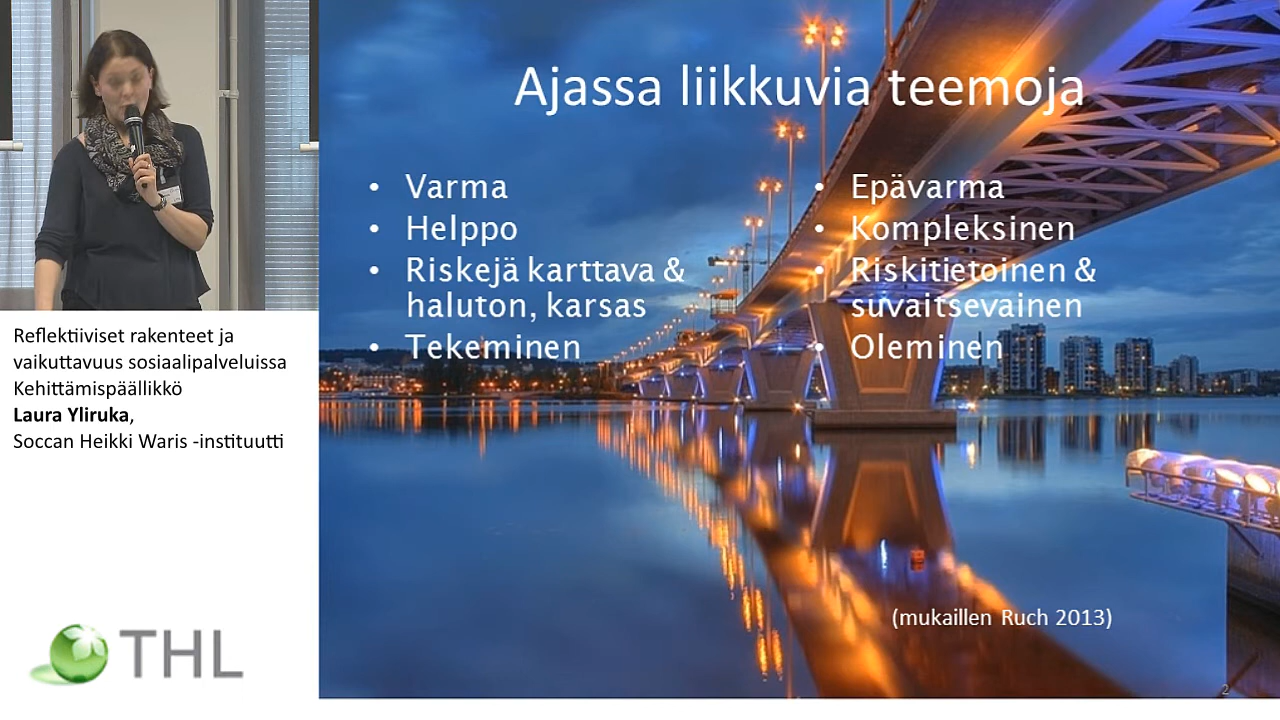 Ajassa liikkuvia teemoja
• Varma
• Helppo
• Riskejä karttava &
haluton, karsas
• Tekeminen
• Epävarma
• Kompleksinen
• Riskitietoinen &
suvaitsevainen
• Oleminen
(mukaillen Ruch 2013)
2
Reflektiiviset rakenteet ja
vaikuttavuus sosiaalipalveluissa
Kehittämispäällikkö
Laura Yliruka,
Soccan Heikki Waris -instituutti
THL